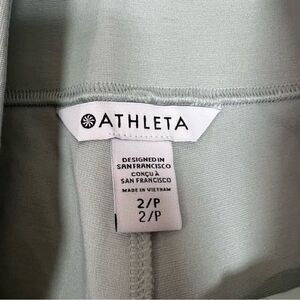 ATHLETA
DESIGNED IN
SAN FRANCISCO
CONÇU À
SAN FRANCISCO
MADE IN VIETNAM
2/P
2/P